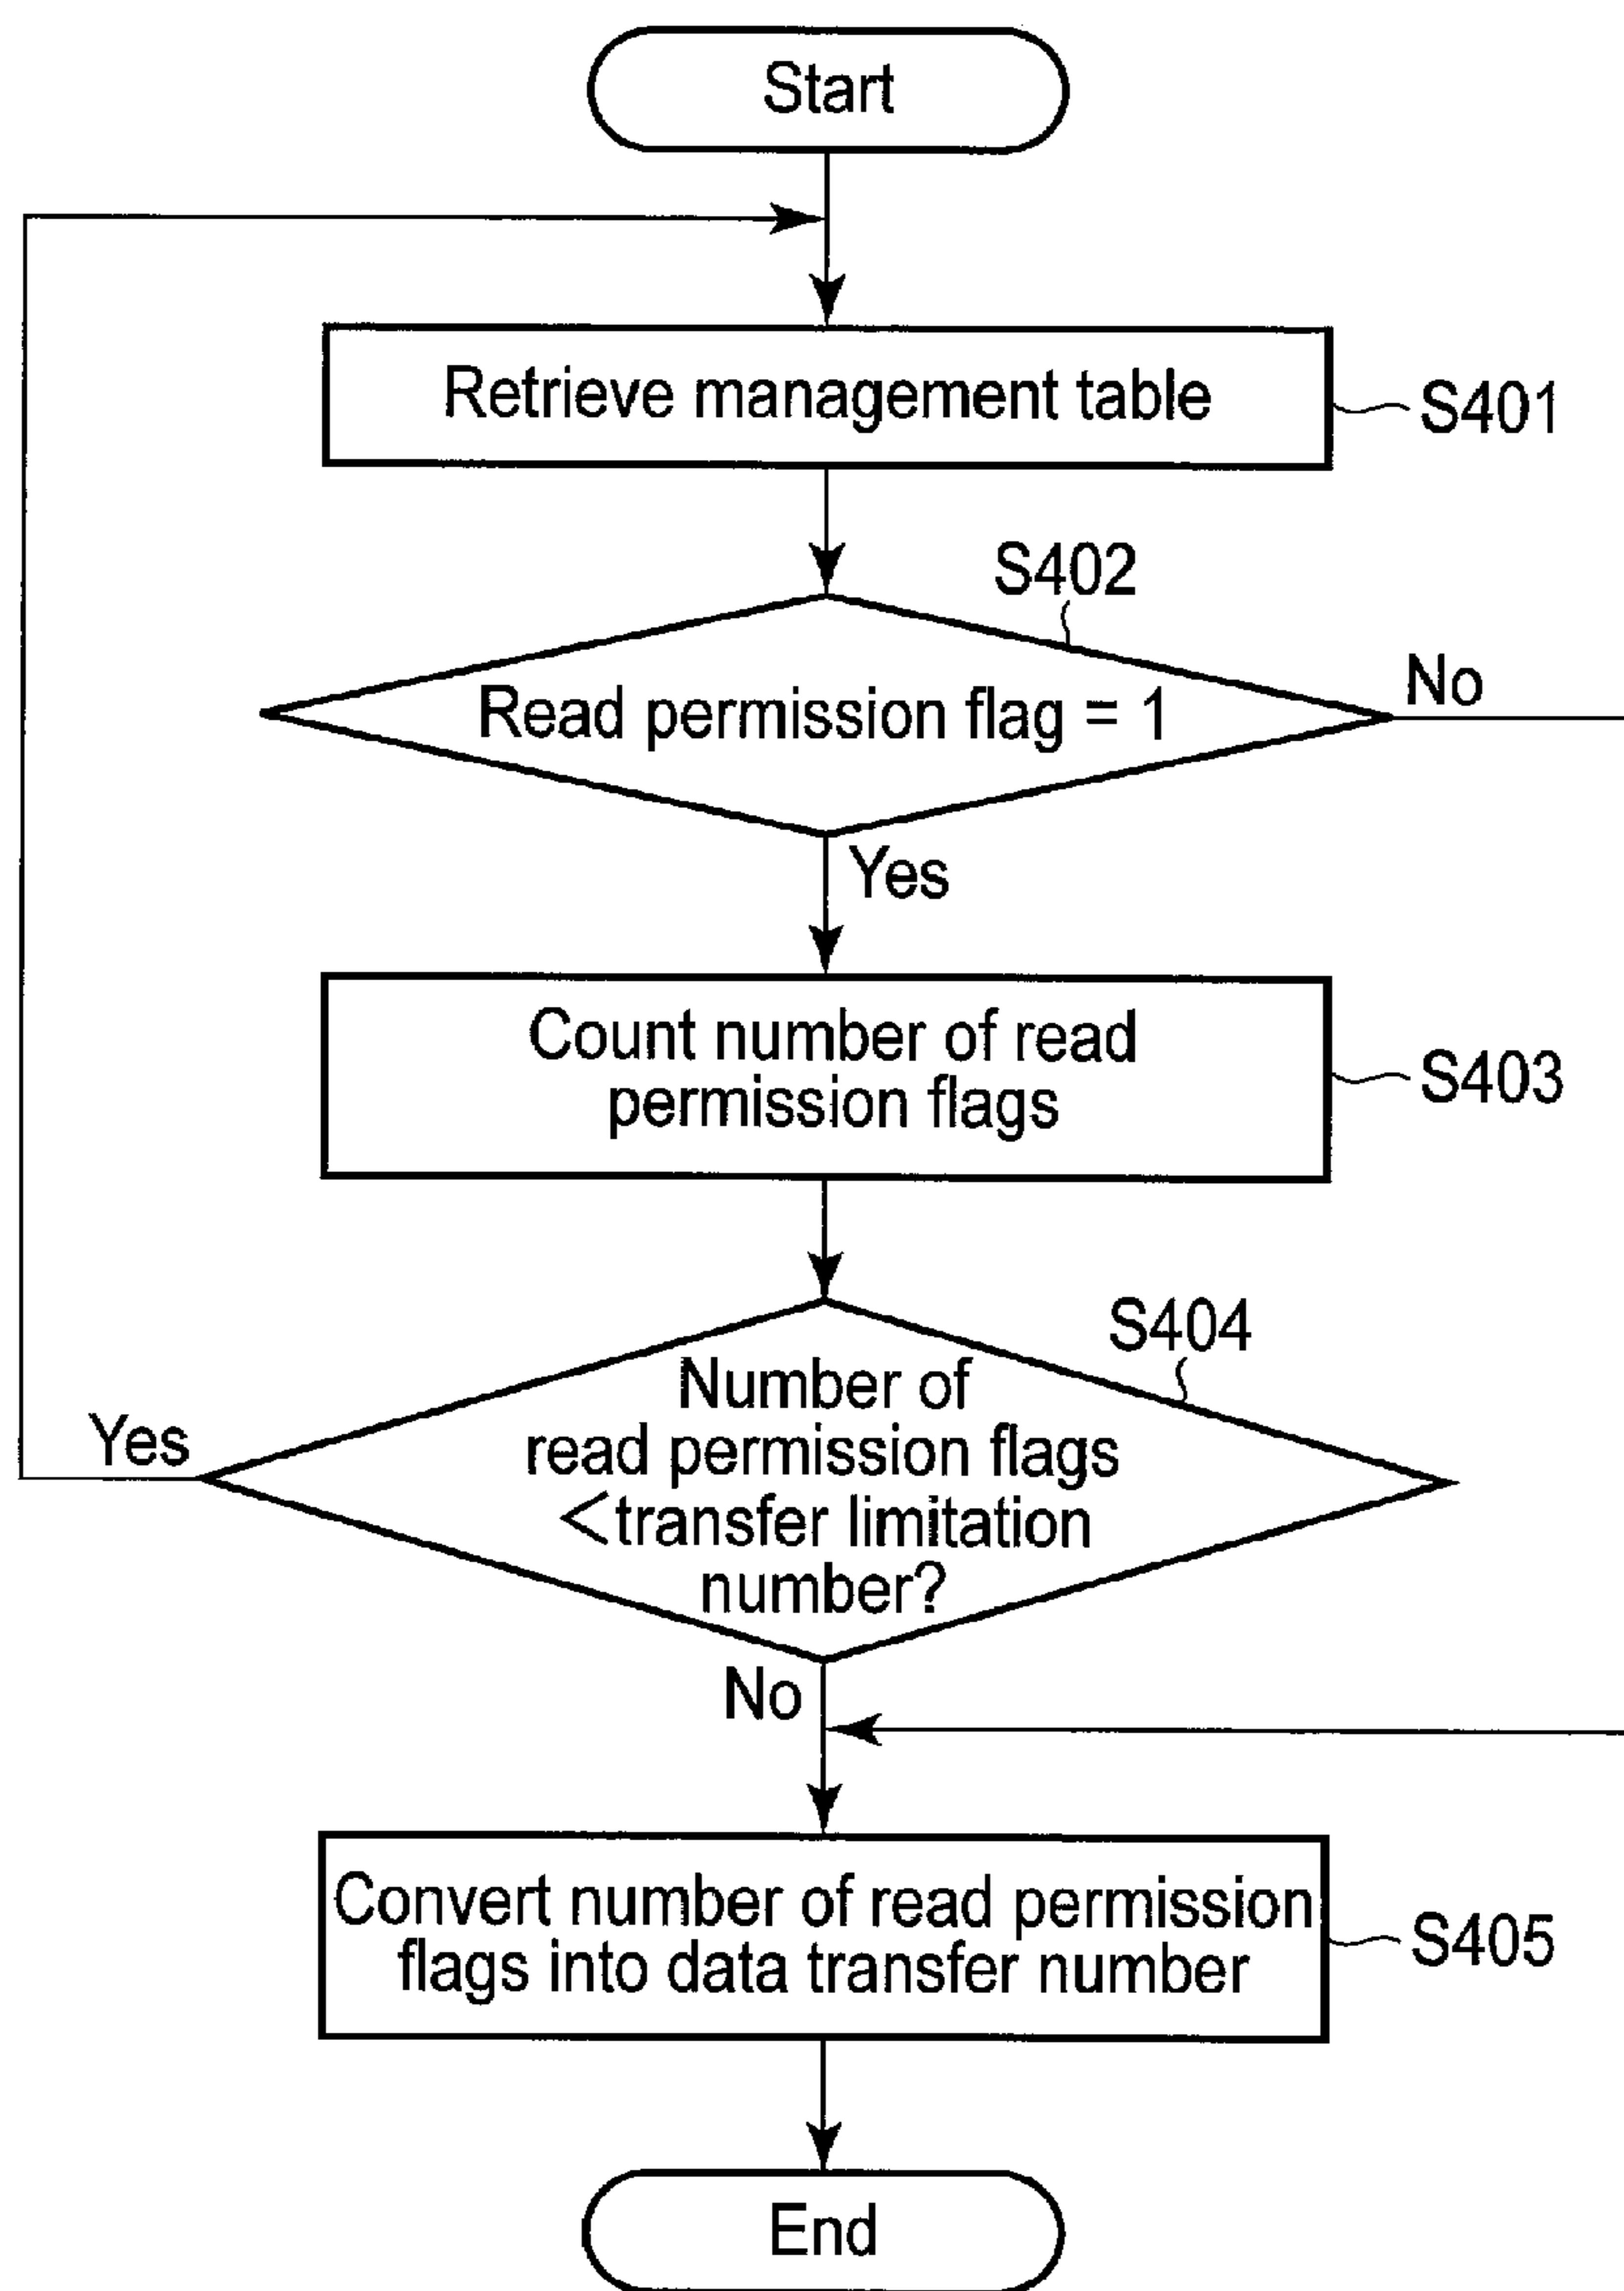 Start
Retrieve management table
S401
S402
Read permission flag = 1
No
Yes
Count number of read
permission flags
S403
S404
Number of
read permission flags
<transfer limitation
number?
Yes
No
Convert number of read permission
flags into data transfer number
S405
End